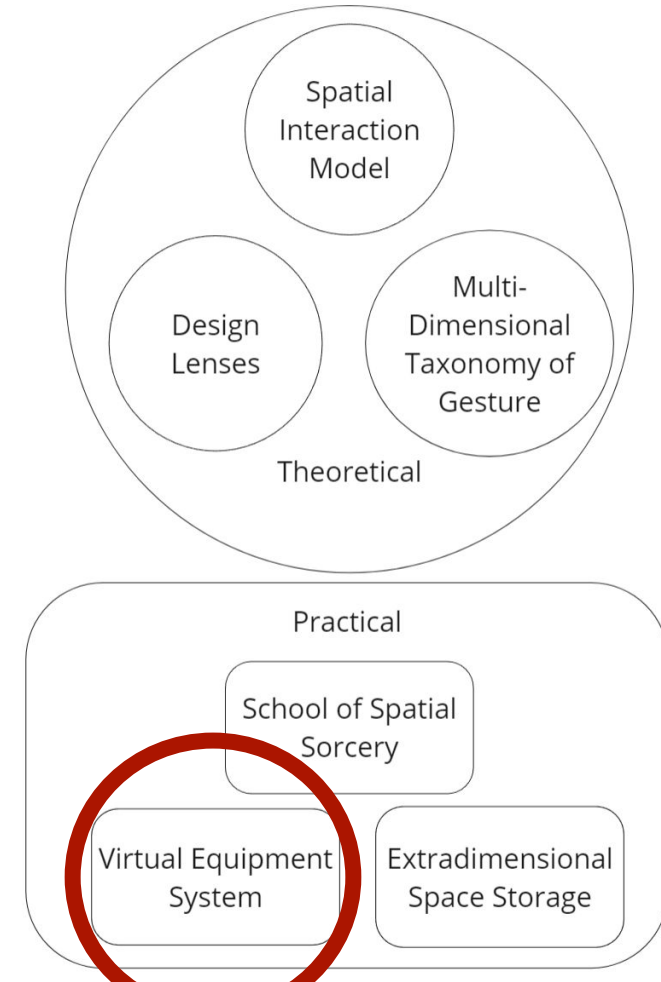 Spatial
Interaction
Model
Design
Lenses
Multi-
Dimensional
Taxonomy of
Gesture
Theoretical
Practical
School of Spatial
Sorcery
Virtual Equipment
System
Extradimensional
Space Storage